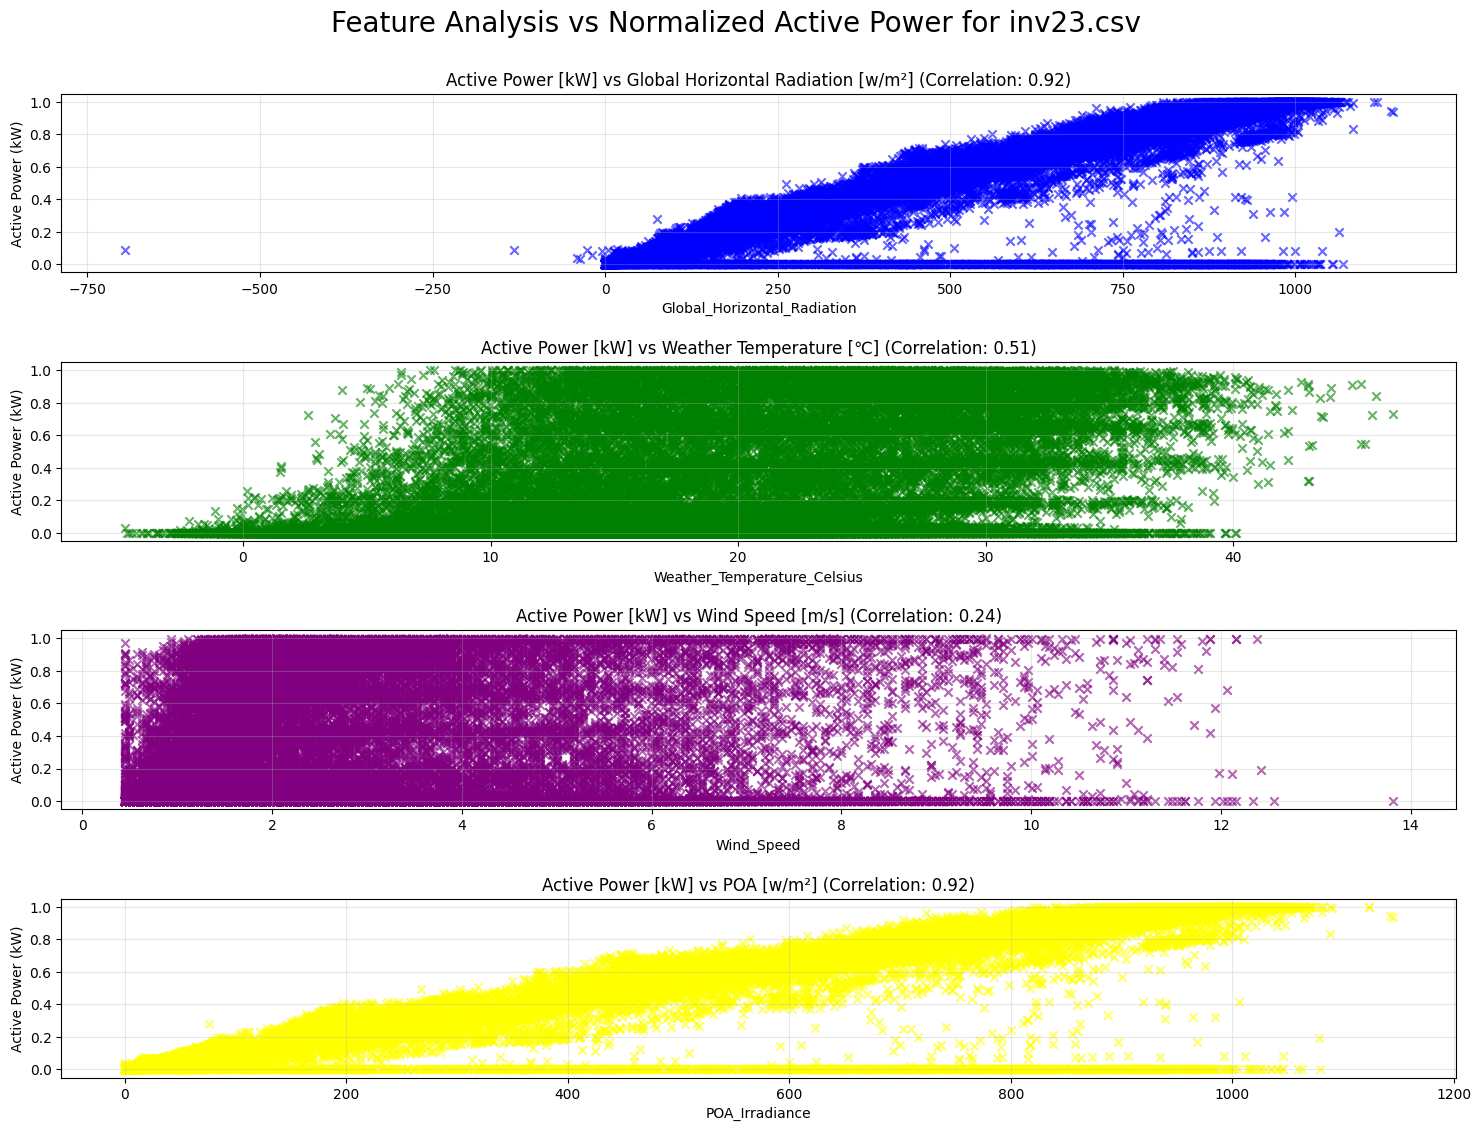 Feature Analysis vs Normalized Active Power for inv23.csv
Active Power [kW] vs Global Horizontal Radiation [w/m²] (Correlation: 0.92)
Active Power (kW)
1.0
0.8
0.6
0.4
0.2
0.0
−750 −500 −250 0 250 500 750 1000
Global_Horizontal_Radiation
Active Power [kW] vs Weather Temperature [℃] (Correlation: 0.51)
Active Power (kW)
1.0
0.8
0.6
0.4
0.2
0.0
0 10 20 30 40
Weather_Temperature_Celsius
Active Power [kW] vs Wind Speed [m/s] (Correlation: 0.24)
Active Power (kW)
1.0
0.8
0.6
0.4
0.2
0.0
0 2 4 6 8 10 12 14
Wind_Speed
Active Power [kW] vs POA [w/m²] (Correlation: 0.92)
Active Power (kW)
1.0
0.8
0.6
0.4
0.2
0.0
0 200 400 600 800 1000 1200
POA_Irradiance